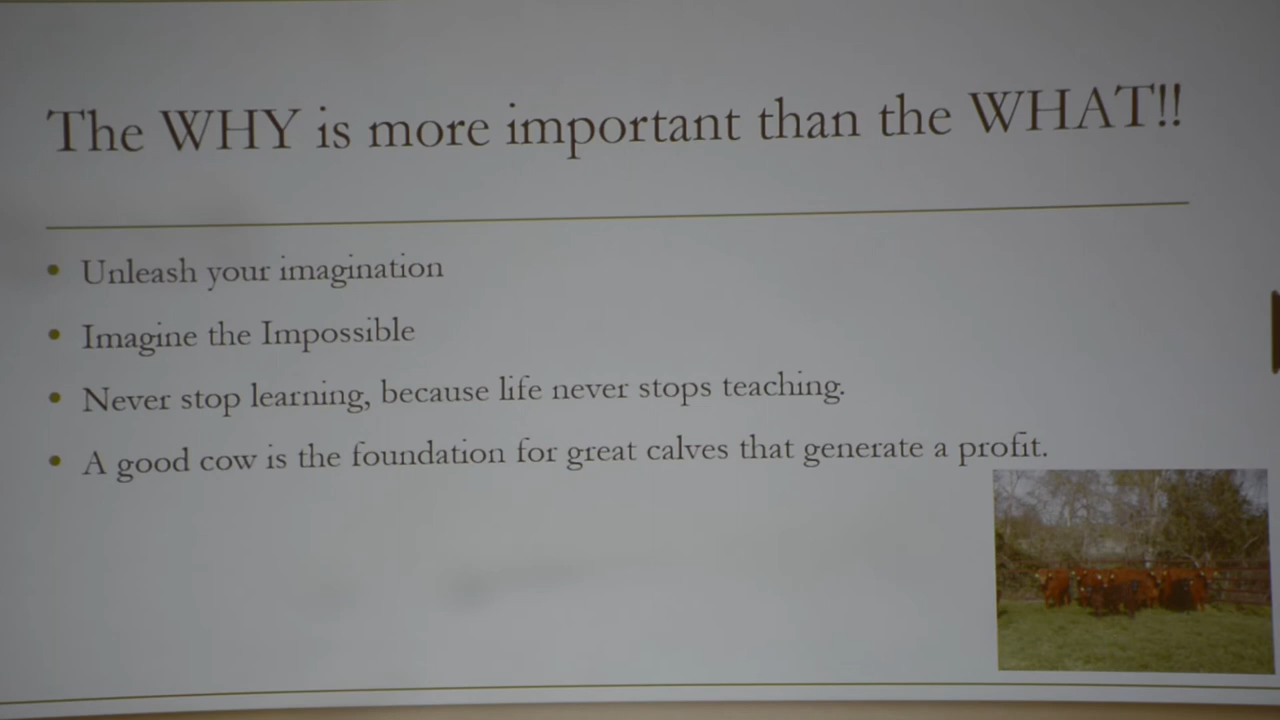 The WHY is more important than the WHAT!!
Unleash your imagination
Imagine the Impossible
Never stop learning, because life never stops teaching.
A good cow is the foundation for great calves that generate a profit.